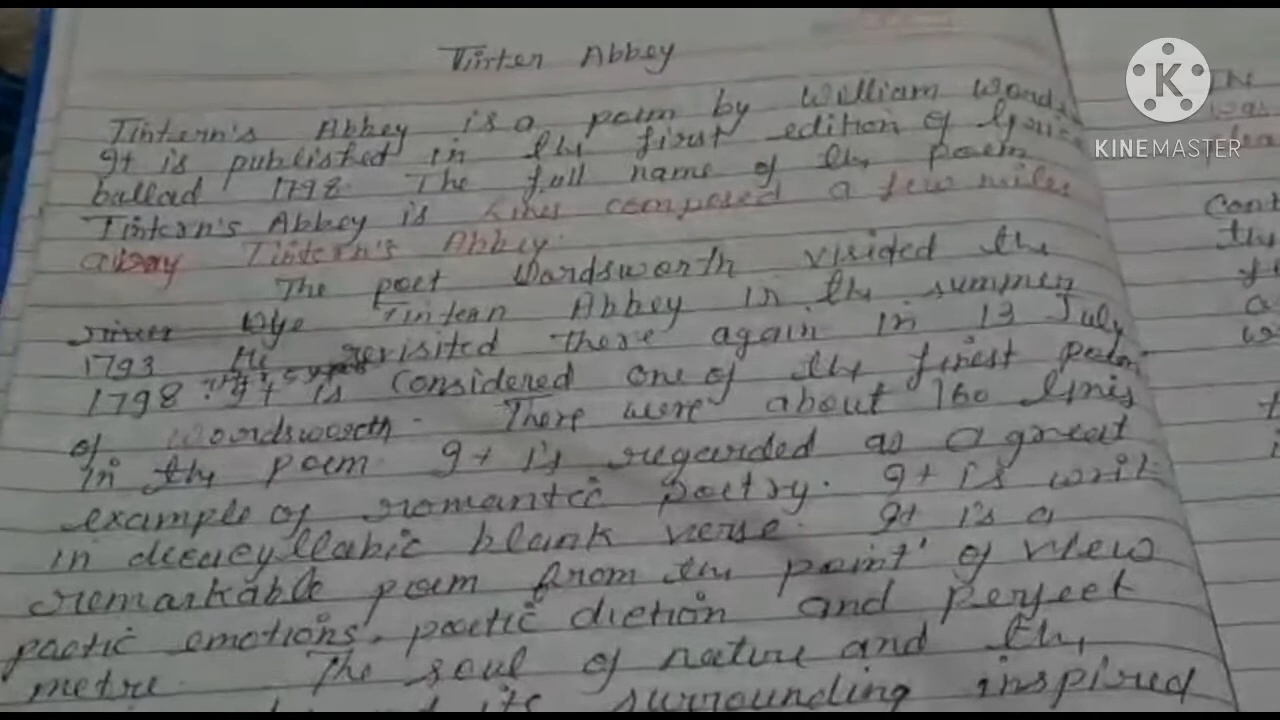 Tintern Abbey
Tintern's Abbey is a poem by William Words
It is published in the first edition of lyrical
ballad 1798. The full name of the poem
Tintern's Abbey is Lines composed a few miles
away Tintern's Abbey.
The poet Wordsworth visited the
Wye Tintern Abbey in the summer
1793 He revisited there again in 13 July
1798. It is considered one of the finest poem
of Wordsworth. There were about 160 lines
in the poem. It is regarded as a great
example of romantic poetry. It is writ
in decasyllabic blank verse. It is a
remarkable poem from the point of view
poetic emotions, poetic diction and perfect
metre. The soul of nature and the
its surrounding inspired
K
KINEMASTER